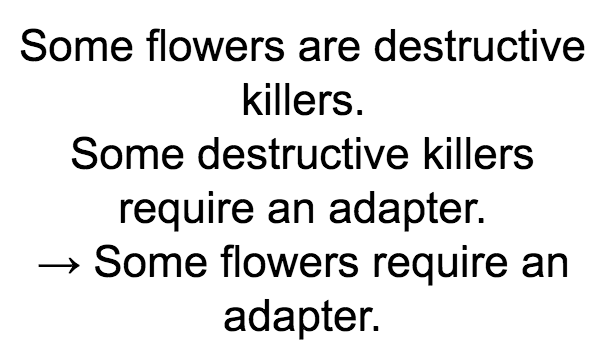 Some flowers are destructive
killers.
Some destructive killers
require an adapter.
→ Some flowers require an
adapter.